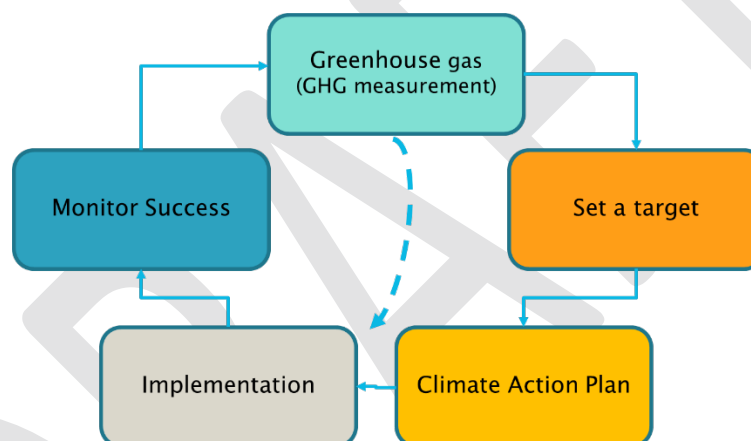 Greenhouse gas
(GHG measurement)
Monitor Success
Set a target
Implementation
Climate Action Plan